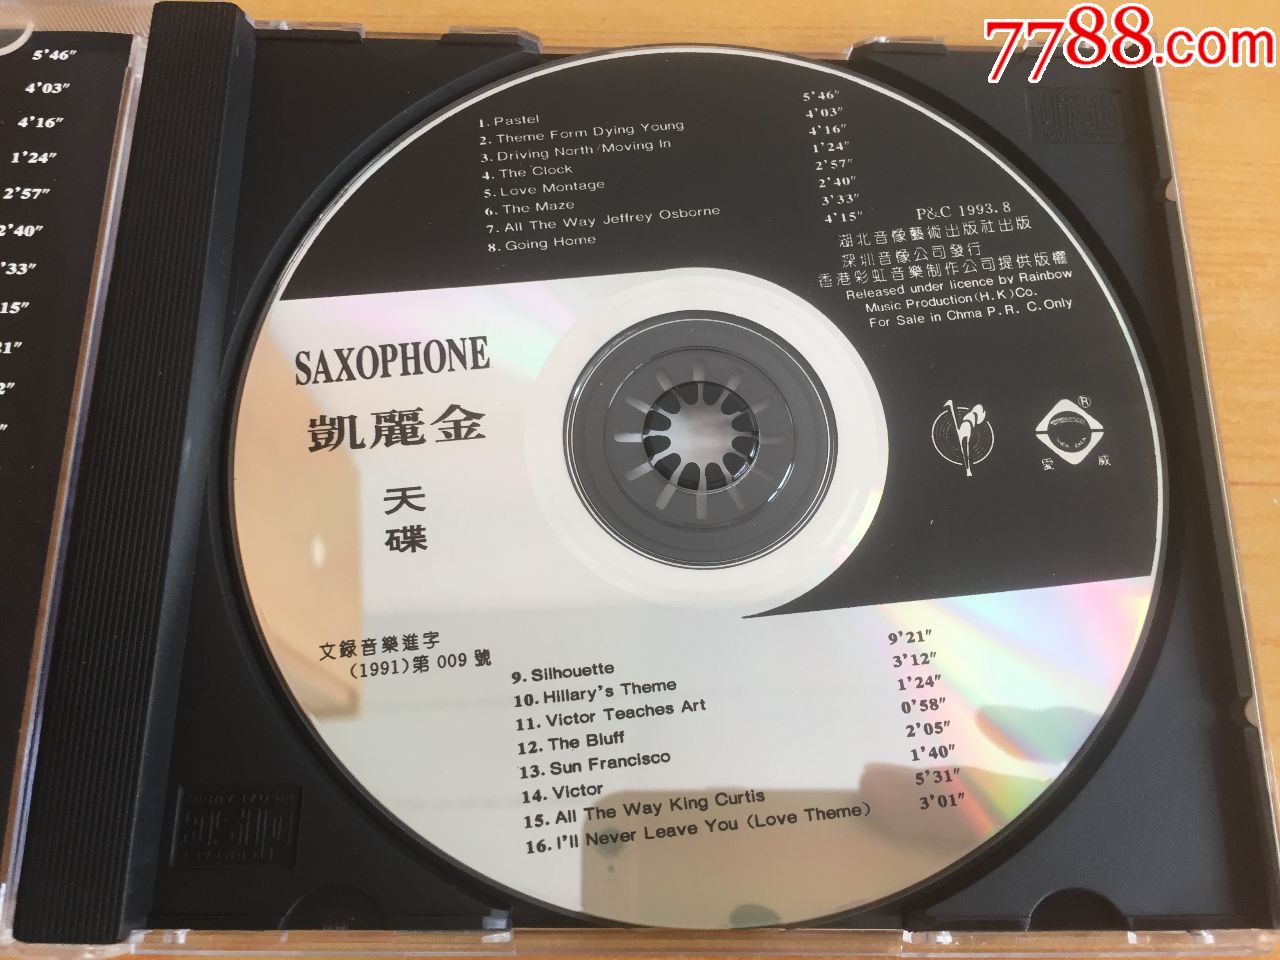 7788.com
5'46"
4'03"
4'16"
1'24"
2'57"
2'40"
'33"
15"
21"
2"
1. Pastel 5'46"
2. Theme Form Dying Young 4'03"
3. Driving North/Moving In 4'16"
4. The Clock 1'24"
5. Love Montage 2'57"
6. The Maze 2'40"
7. All The Way Jeffrey Osborne 3'33"
8. Going Home 4'15"
P&C 1993.8
湖北音像藝術出版社出版
深圳音像公司發行
香港彩虹音樂制作公司提供版權
Released under licence by Rainbow
Music Production(H.K)Co.
For Sale in Chma P.R.C.Only
SAXOPHONE
凱麗金
天
碟
®
愛威
文錄音樂進字
(1991)第009號
9. Silhouette 9'21"
10. Hillary's Theme 3'12"
11. Victor Teaches Art 1'24"
12. The Bluff 0'58"
13. Sun Francisco 2'05"
14. Victor 1'40"
15. All The Way King Curtis 5'31"
16. I'll Never Leave You (Love Theme) 3'01"